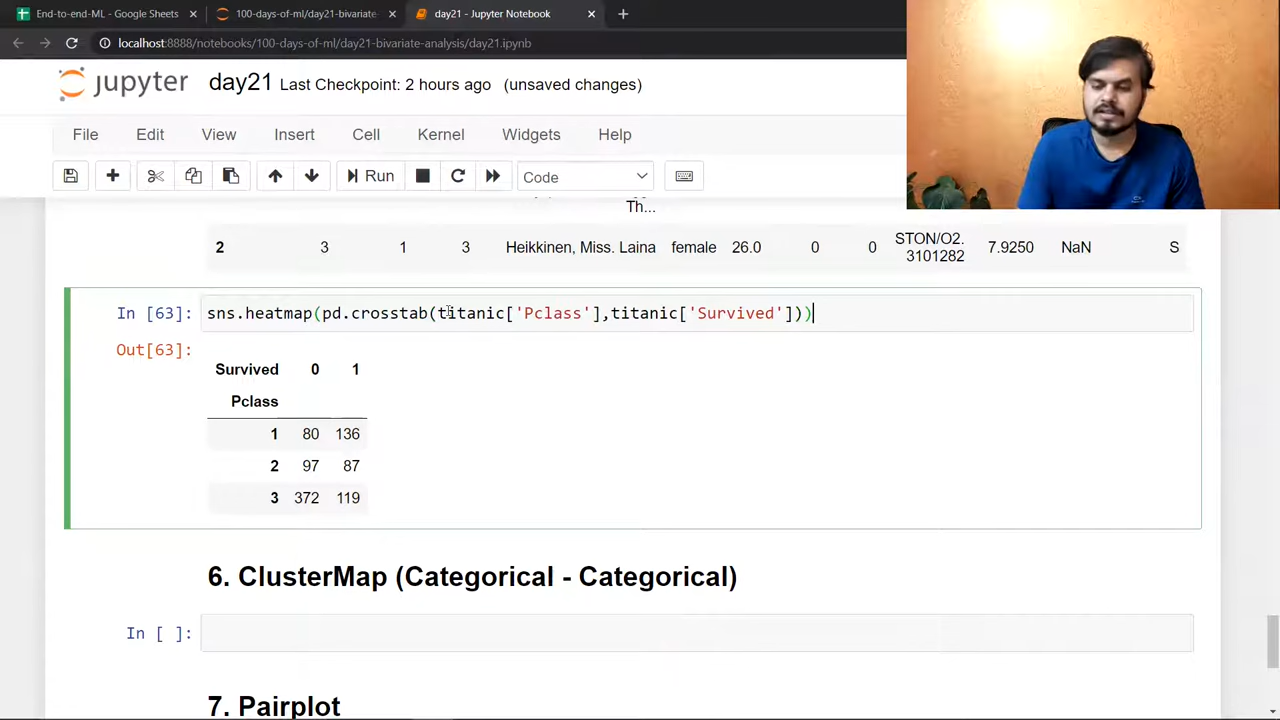 End-to-end-ML - Google Sheets
100-days-of-ml/day21-bivariate-
day21 - Jupyter Notebook
localhost:8888/notebooks/100-days-of-ml/day21-bivariate-analysis/day21.ipynb
jupyter day21 Last Checkpoint: 2 hours ago (unsaved changes)
File Edit View Insert Cell Kernel Widgets Help
Run Code
Th...
2 3 1 3 Heikkinen, Miss. Laina female 26.0 0 0 STON/O2. 3101282 7.9250 NaN S
In [63]: sns.heatmap(pd.crosstab(titanic['Pclass'],titanic['Survived']))
Out[63]:
Survived 0 1
Pclass
1 80 136
2 97 87
3 372 119
6. ClusterMap (Categorical - Categorical)
In [ ]:
7. Pairplot